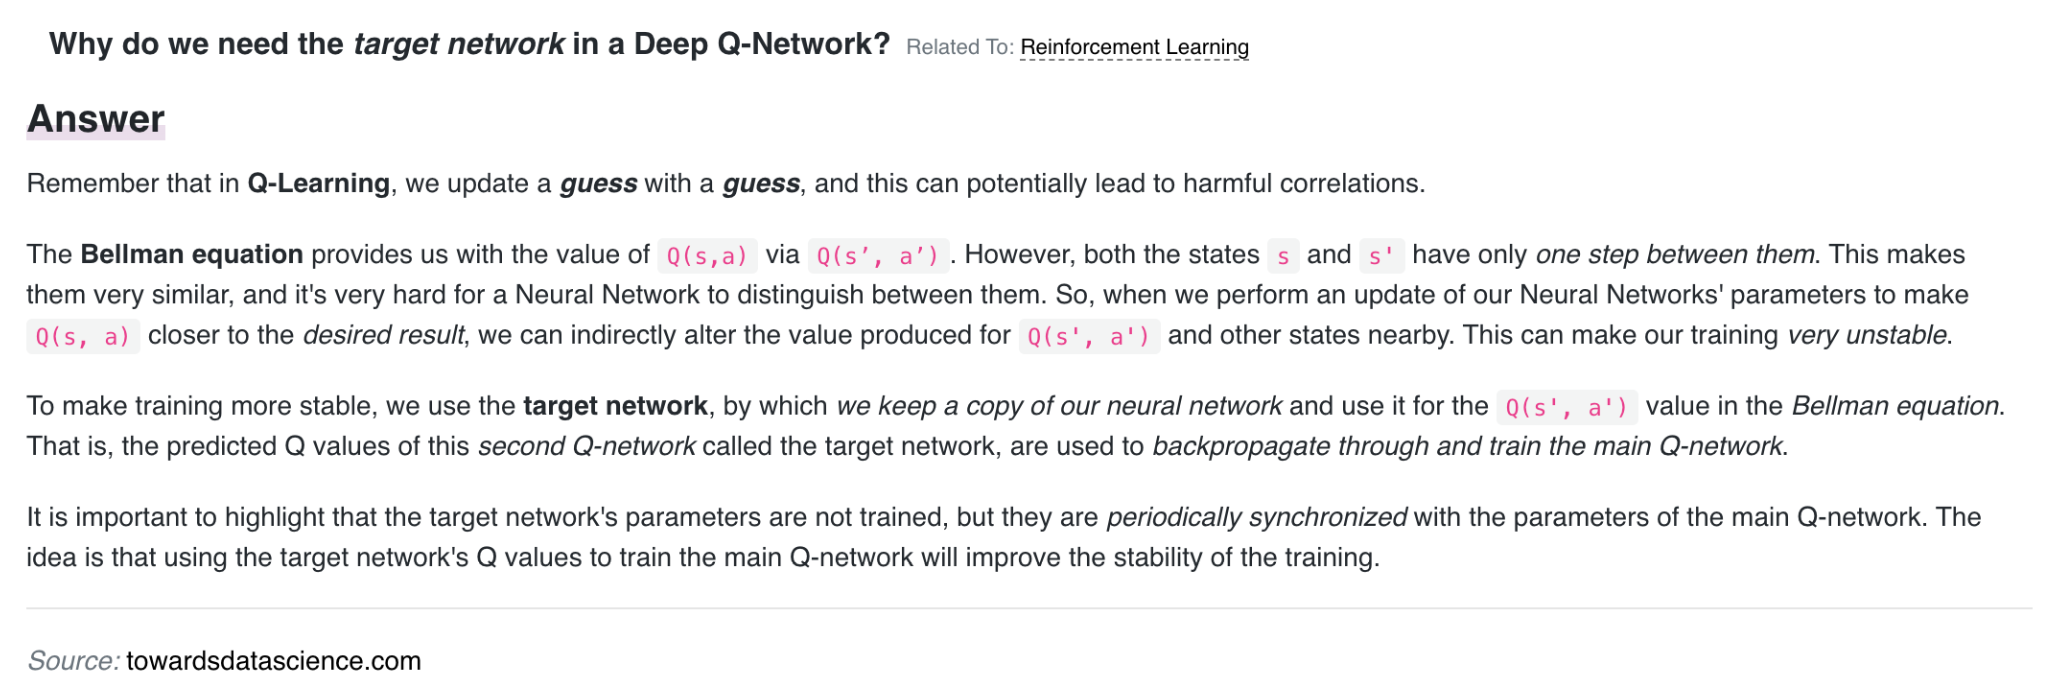 Why do we need the target network in a Deep Q-Network? Related To: Reinforcement Learning
Answer
Remember that in Q-Learning, we update a guess with a guess, and this can potentially lead to harmful correlations.
The Bellman equation provides us with the value of Q(s,a) via Q(s’, a’). However, both the states s and s' have only one step between them. This makes
them very similar, and it's very hard for a Neural Network to distinguish between them. So, when we perform an update of our Neural Networks' parameters to make
Q(s, a) closer to the desired result, we can indirectly alter the value produced for Q(s', a') and other states nearby. This can make our training very unstable.
To make training more stable, we use the target network, by which we keep a copy of our neural network and use it for the Q(s', a') value in the Bellman equation.
That is, the predicted Q values of this second Q-network called the target network, are used to backpropagate through and train the main Q-network.
It is important to highlight that the target network's parameters are not trained, but they are periodically synchronized with the parameters of the main Q-network. The
idea is that using the target network's Q values to train the main Q-network will improve the stability of the training.
Source: towardsdatascience.com